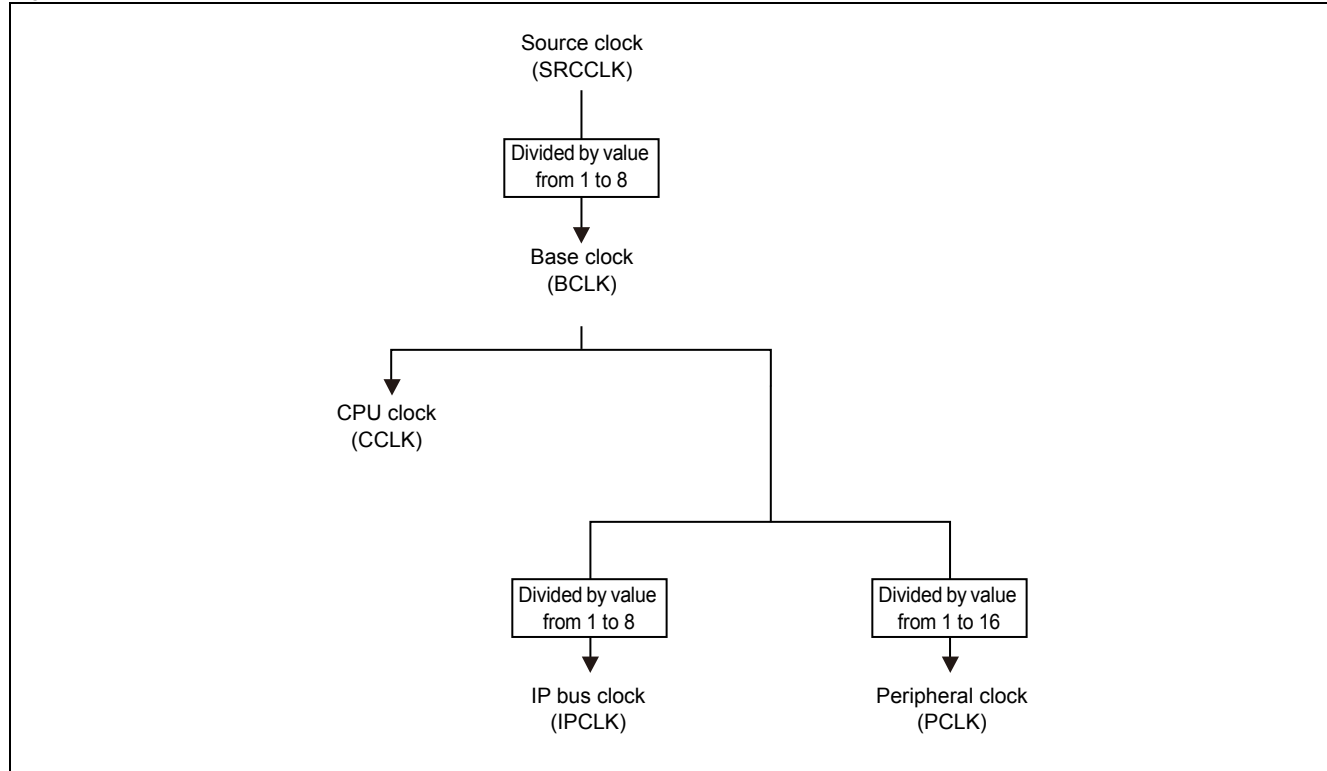 Source clock
(SRCCLK)
Divided by value
from 1 to 8
Base clock
(BCLK)
CPU clock
(CCLK)
Divided by value
from 1 to 8
IP bus clock
(IPCLK)
Divided by value
from 1 to 16
Peripheral clock
(PCLK)